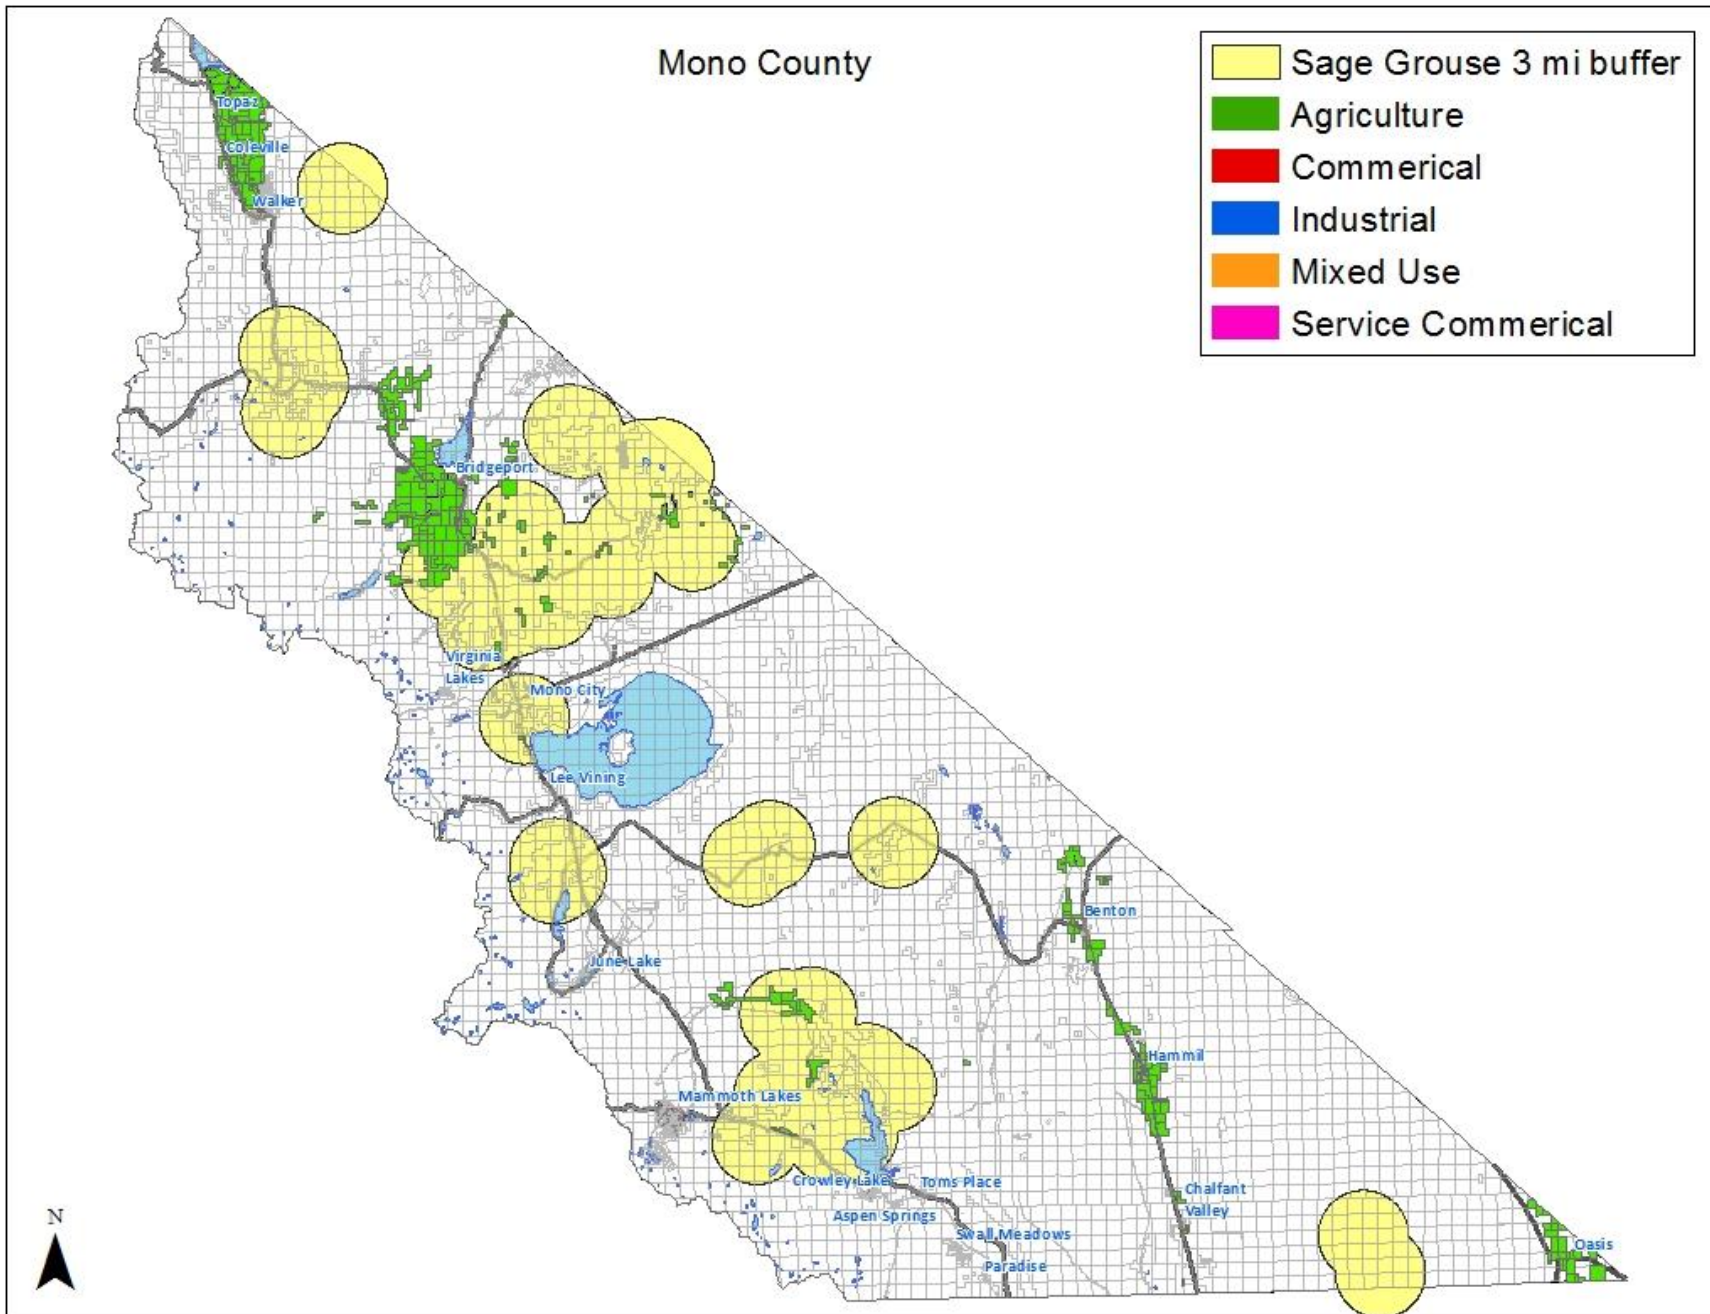 Mono County
Sage Grouse 3 mi buffer
Agriculture
Commerical
Industrial
Mixed Use
Service Commerical
Topaz
Coleville
Walker
Bridgeport
Virginia
Lakes
Mono City
Lee Vining
Benton
June Lake
Hammil
Mammoth Lakes
Crowley Lake
Toms Place
Chalfant
Valley
Aspen Springs
Swall Meadows
Paradise
Oasis
N